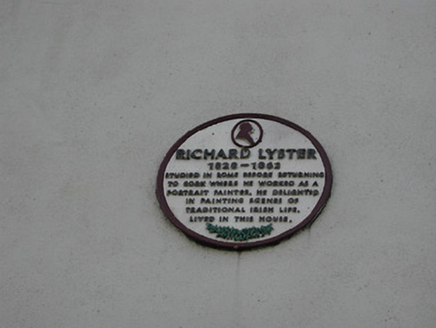 RICHARD LYSTER
1828-1863
STUDIED IN ROME BEFORE RETURNING
TO CORK WHERE HE WORKED AS A
PORTRAIT PAINTER. HE DELIGHTED
IN PAINTING SCENES OF
TRADITIONAL IRISH LIFE.
LIVED IN THIS HOUSE.